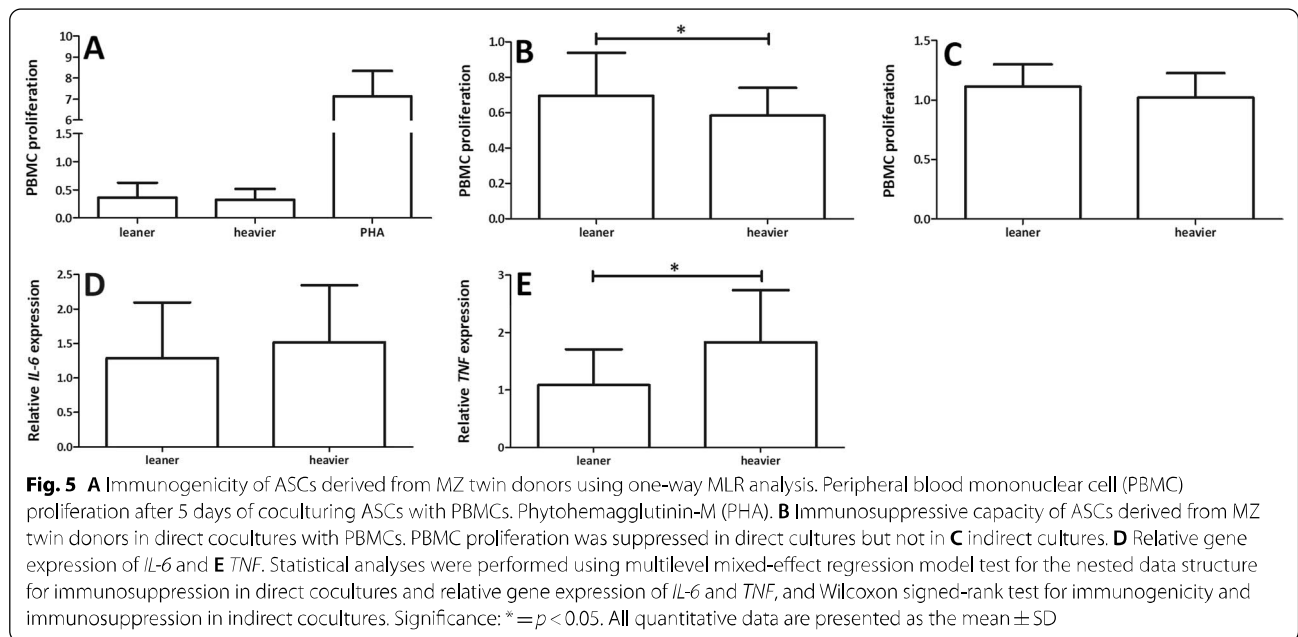 A
PBMC proliferation
10
9
8
7
6
1.5
1.0
0.5
0.0
leaner heavier PHA
B
*
PBMC proliferation
1.0
0.8
0.6
0.4
0.2
0.0
leaner heavier
C
PBMC proliferation
1.5
1.0
0.5
0.0
leaner heavier
D
Relative IL-6 expression
2.5
2.0
1.5
1.0
0.5
0.0
leaner heavier
E
*
Relative TNF expression
3
2
1
0
leaner heavier
Fig. 5 A Immunogenicity of ASCs derived from MZ twin donors using one-way MLR analysis. Peripheral blood mononuclear cell (PBMC)
proliferation after 5 days of coculturing ASCs with PBMCs. Phytohemagglutinin-M (PHA). B Immunosuppressive capacity of ASCs derived from MZ
twin donors in direct cocultures with PBMCs. PBMC proliferation was suppressed in direct cultures but not in C indirect cultures. D Relative gene
expression of IL-6 and E TNF. Statistical analyses were performed using multilevel mixed-effect regression model test for the nested data structure
for immunosuppression in direct cocultures and relative gene expression of IL-6 and TNF, and Wilcoxon signed-rank test for immunogenicity and
immunosuppression in indirect cocultures. Significance: * = p < 0.05. All quantitative data are presented as the mean ± SD